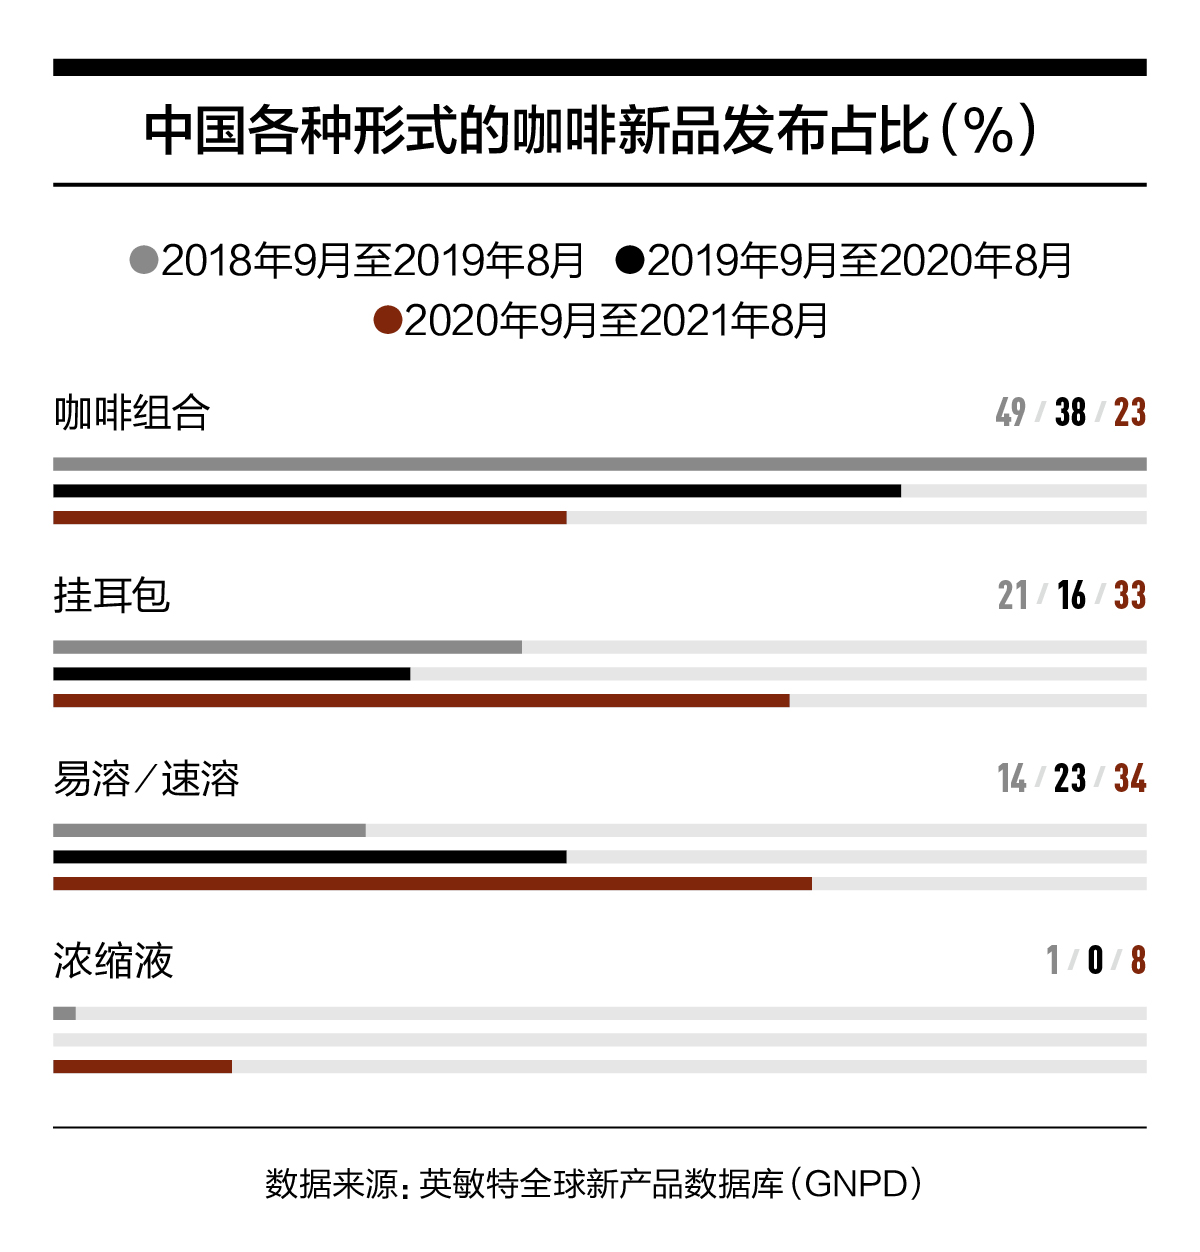 中国各种形式的咖啡新品发布占比(%)
2018年9月至2019年8月 2019年9月至2020年8月
2020年9月至2021年8月
咖啡组合 49 / 38 / 23
挂耳包 21 / 16 / 33
易溶/速溶 14 / 23 / 34
浓缩液 1 / 0 / 8
数据来源:英敏特全球新产品数据库(GNPD)